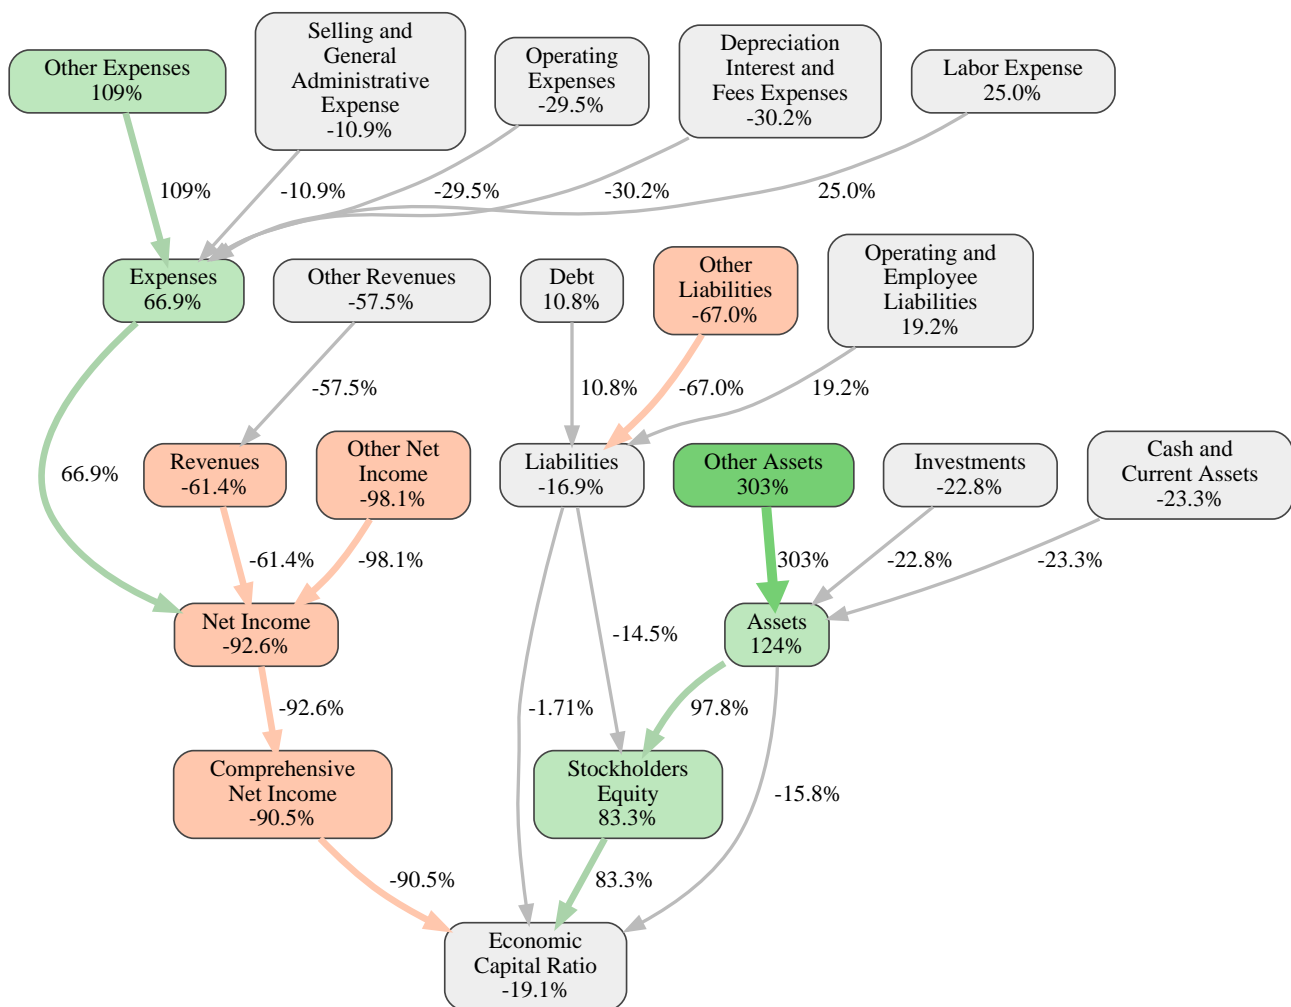 Other Expenses
109%
Selling and
General
Administrative
Expense
-10.9%
Operating
Expenses
-29.5%
Depreciation
Interest and
Fees Expenses
-30.2%
Labor Expense
25.0%
109%
-10.9%
-29.5%
-30.2%
25.0%
Expenses
66.9%
Other Revenues
-57.5%
Debt
10.8%
Other
Liabilities
-67.0%
Operating and
Employee
Liabilities
19.2%
-57.5%
10.8%
-67.0%
19.2%
66.9%
Revenues
-61.4%
Other Net
Income
-98.1%
Liabilities
-16.9%
Other Assets
303%
Investments
-22.8%
Cash and
Current Assets
-23.3%
-61.4%
-98.1%
303%
-22.8%
-23.3%
Net Income
-92.6%
-14.5%
Assets
124%
-92.6%
-1.71%
97.8%
Comprehensive
Net Income
-90.5%
Stockholders
Equity
83.3%
-15.8%
-90.5%
83.3%
Economic
Capital Ratio
-19.1%